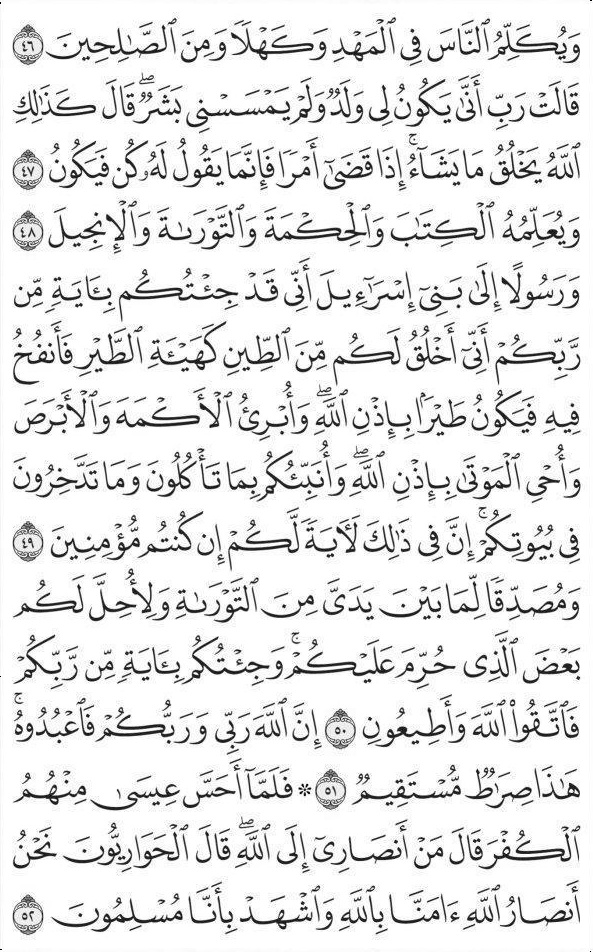 وَيُكَلِّمُ ٱلنَّاسَ فِي ٱلۡمَهۡدِ وَكَهۡلٗا وَمِنَ ٱلصَّٰلِحِينَ ٤٦
قَالَتۡ رَبِّ أَنَّىٰ يَكُونُ لِي وَلَدٞ وَلَمۡ يَمۡسَسۡنِي بَشَرٞۖ قَالَ كَذَٰلِكِ
ٱللَّهُ يَخۡلُقُ مَا يَشَآءُۚ إِذَا قَضَىٰٓ أَمۡرٗا فَإِنَّمَا يَقُولُ لَهُۥ كُن فَيَكُونُ ٤٧
وَيُعَلِّمُهُ ٱلۡكِتَٰبَ وَٱلۡحِكۡمَةَ وَٱلتَّوۡرَىٰةَ وَٱلۡإِنجِيلَ ٤٨
وَرَسُولًا إِلَىٰ بَنِيٓ إِسۡرَٰٓءِيلَ أَنِّي قَدۡ جِئۡتُكُم بِـَٔايَةٖ مِّن
رَّبِّكُمۡ أَنِّيٓ أَخۡلُقُ لَكُم مِّنَ ٱلطِّينِ كَهَيۡـَٔةِ ٱلطَّيۡرِ فَأَنفُخُ
فِيهِ فَيَكُونُ طَيۡرَۢا بِإِذۡنِ ٱللَّهِۖ وَأُبۡرِئُ ٱلۡأَكۡمَهَ وَٱلۡأَبۡرَصَ
وَأُحۡيِ ٱلۡمَوۡتَىٰ بِإِذۡنِ ٱللَّهِۖ وَأُنَبِّئُكُم بِمَا تَأۡكُلُونَ وَمَا تَدَّخِرُونَ
فِي بُيُوتِكُمۡۚ إِنَّ فِي ذَٰلِكَ لَأٓيَةٗ لَّكُمۡ إِن كُنتُم مُّؤۡمِنِينَ ٤٩
وَمُصَدِّقٗا لِّمَا بَيۡنَ يَدَيَّ مِنَ ٱلتَّوۡرَىٰةِ وَلِأُحِلَّ لَكُم
بَعۡضَ ٱلَّذِي حُرِّمَ عَلَيۡكُمۡۚ وَجِئۡتُكُم بِـَٔايَةٖ مِّن رَّبِّكُمۡ
فَٱتَّقُواْ ٱللَّهَ وَأَطِيعُونِ ٥٠ إِنَّ ٱللَّهَ رَبِّي وَرَبُّكُمۡ فَٱعۡبُدُوهُۚ
هَٰذَا صِرَٰطٞ مُّسۡتَقِيمٞ ٥١ ۞ فَلَمَّآ أَحَسَّ عِيسَىٰ مِنۡهُمُ
ٱلۡكُفۡرَ قَالَ مَنۡ أَنصَارِيٓ إِلَى ٱللَّهِۖ قَالَ ٱلۡحَوَارِيُّونَ نَحۡنُ
أَنصَارُ ٱللَّهِ ءَامَنَّا بِٱللَّهِ وَٱشۡهَدۡ بِأَنَّا مُسۡلِمُونَ ٥٢